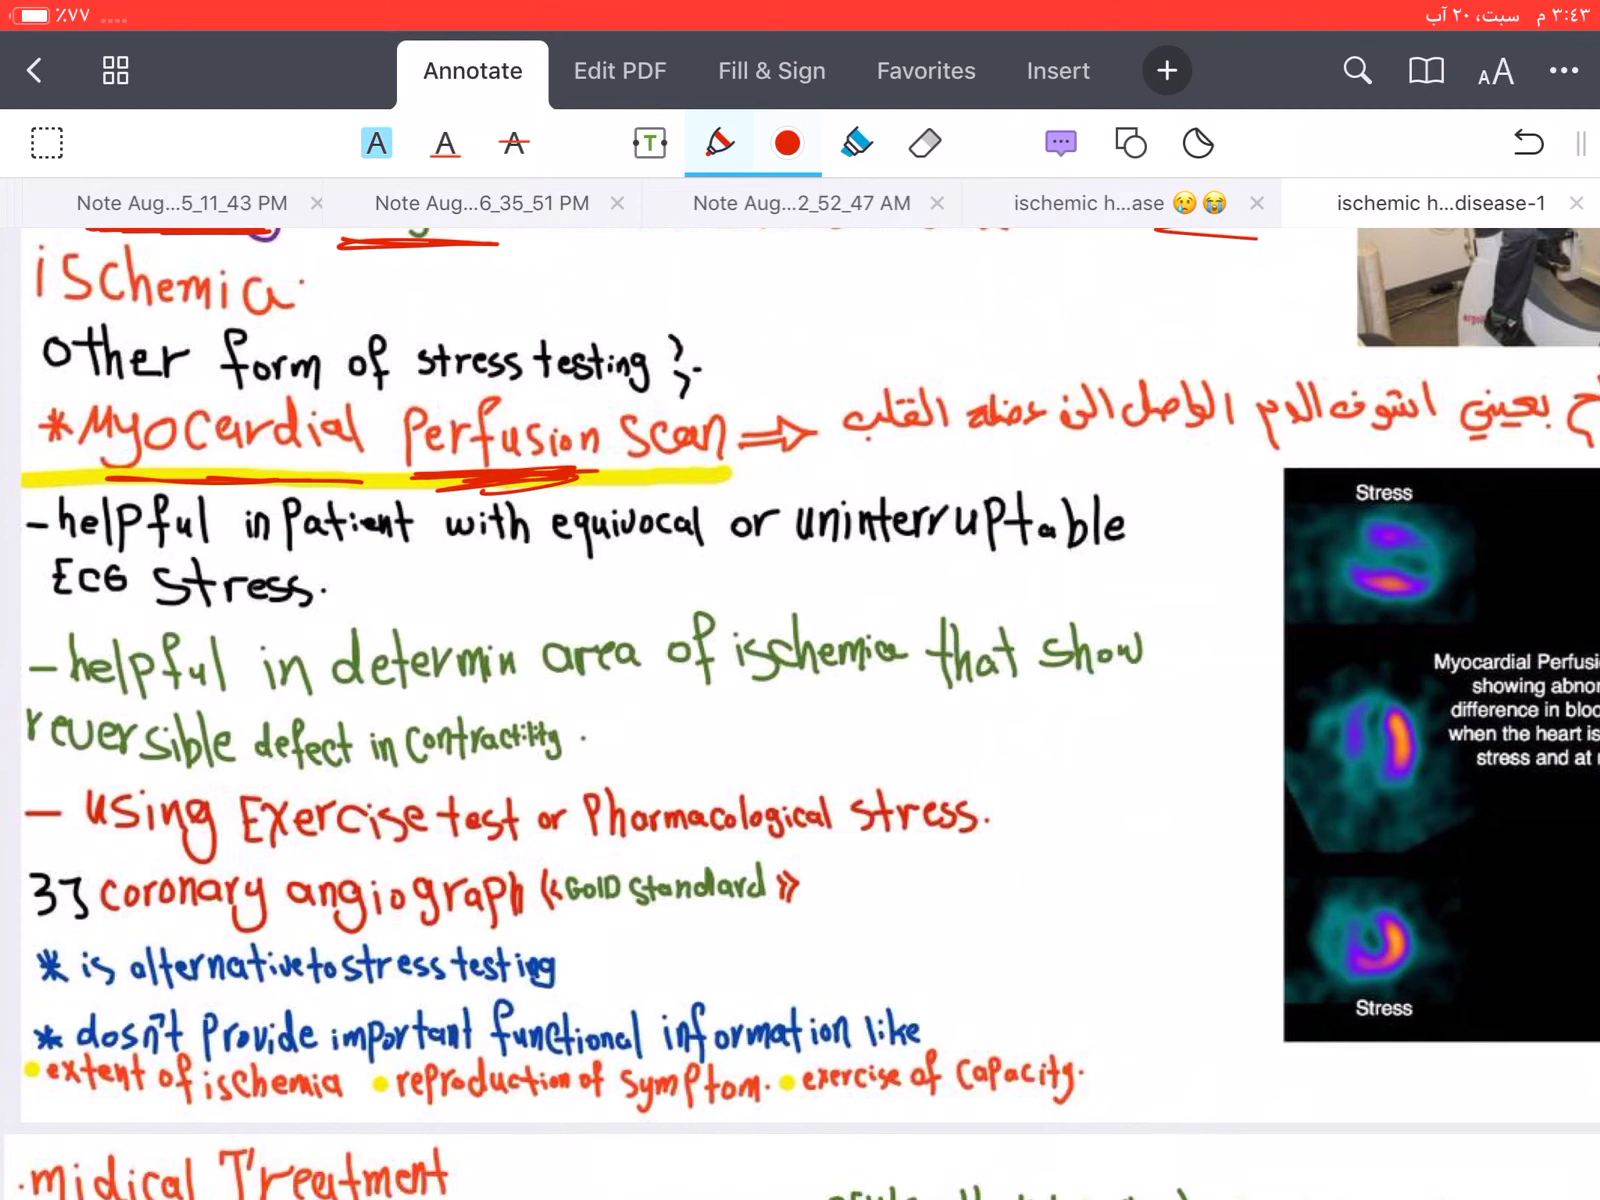 ٪٧٧
٣:٤٣ م سبت، ٢٠ آب
Annotate Edit PDF Fill & Sign Favorites Insert
Note Aug...5_11_43 PM
Note Aug...6_35_51 PM
Note Aug...2_52_47 AM
ischemic h...ase 😢😭
ischemic h...disease-1
ischemia.
other form of stress testing :-
*Myocardial Perfusion Scan ⇒ بعيني اشوف الدم الواصل الى عضلة القلب
- helpful in patient with equivocal or uninterruptable
ECG stress.
- helpful in determin area of ischemia that show
reversible defect in contractility.
- using Exercise test or Pharmacological stress.
3] coronary angiograph «GolD standard»
* is alternative to stress testing
* dosn't provide important functional information like
• extent of ischemia • reproduction of symptom. • exercise of capacity.
.midical Treatment
Stress
Myocardial Perfusi
showing abnor
difference in bloo
when the heart is
stress and at
Stress